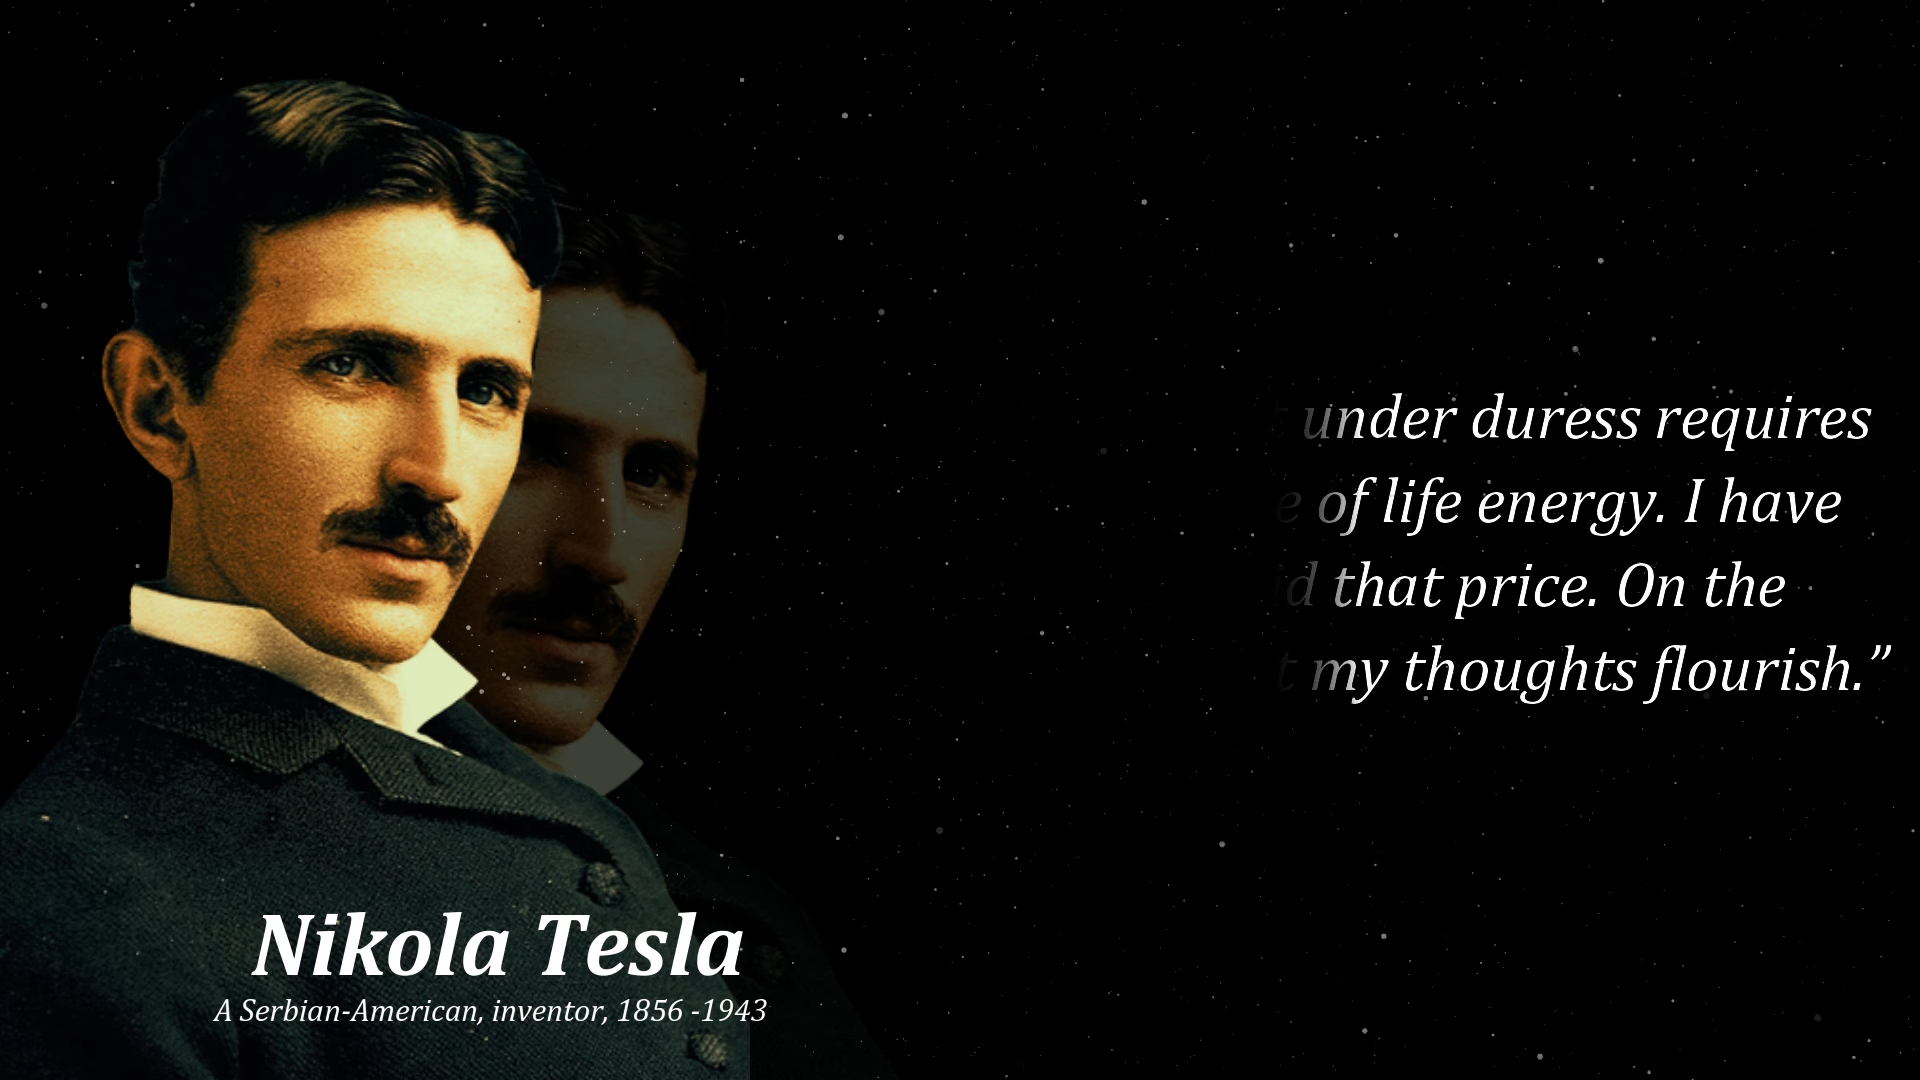 under duress requires
of life energy. I have
that price. On the
my thoughts flourish.”
Nikola Tesla
A Serbian-American, inventor, 1856 -1943